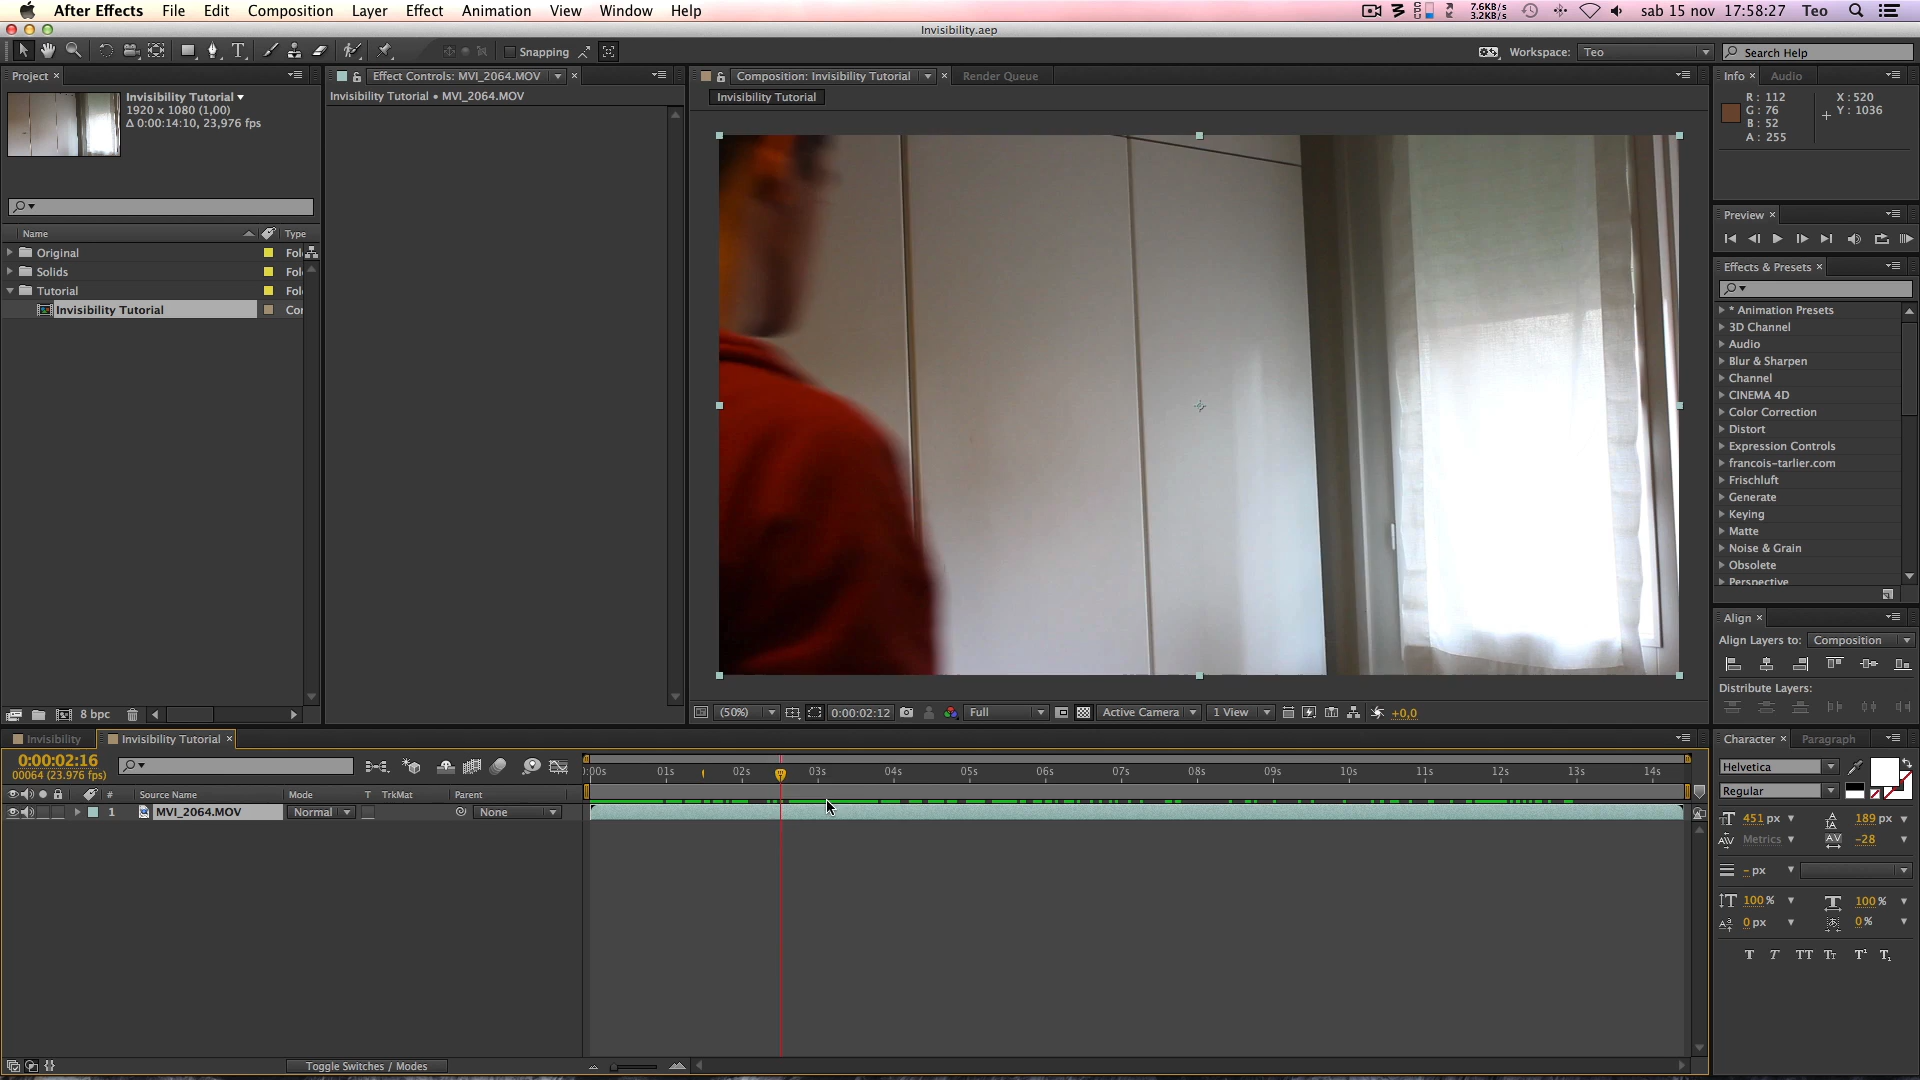 After Effects File Edit Composition Layer Effect Animation View Window Help
7.6KB/s
3.2KB/s
sab 15 nov 17:58:27 Teo
Invisibility.aep
Snapping
Workspace: Teo
Search Help
Project
Invisibility Tutorial
1920 x 1080 (1,00)
Δ 0:00:14:10, 23,976 fps
Name Type
Original Fol
Solids Fol
Tutorial Fol
Invisibility Tutorial Cor
8 bpc
Effect Controls: MVI_2064.MOV
Invisibility Tutorial • MVI_2064.MOV
Composition: Invisibility Tutorial
Render Queue
Invisibility Tutorial
(50%) 0:00:02:12 Full Active Camera 1 View +0,0
Info Audio
R : 112
G : 76
B : 52
A : 255
X : 520
Y : 1036
Preview
Effects & Presets
* Animation Presets
3D Channel
Audio
Blur & Sharpen
Channel
CINEMA 4D
Color Correction
Distort
Expression Controls
francois-tarlier.com
Frischluft
Generate
Keying
Matte
Noise & Grain
Obsolete
Perspective
Align
Align Layers to: Composition
Distribute Layers:
Invisibility Invisibility Tutorial
0:00:02:16
00064 (23.976 fps)
# Source Name Mode T TrkMat Parent
1 MVI_2064.MOV Normal None
:00s 01s 02s 03s 04s 05s 06s 07s 08s 09s 10s 11s 12s 13s 14s
Toggle Switches / Modes
Character Paragraph
Helvetica
Regular
451 px 189 px
Metrics -28
- px
100 % 100 %
0 px 0 %